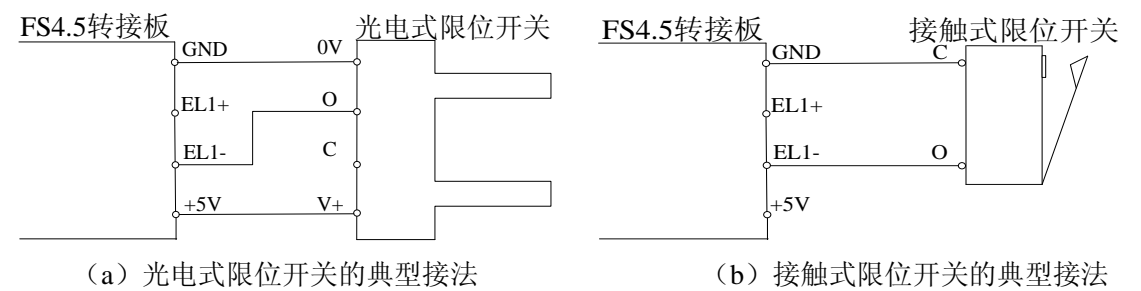 FS4.5转接板
光电式限位开关
GND
0V
EL1+
O
EL1-
C
+5V
V+
(a)光电式限位开关的典型接法
FS4.5转接板
接触式限位开关
GND
C
EL1+
EL1-
O
+5V
(b)接触式限位开关的典型接法